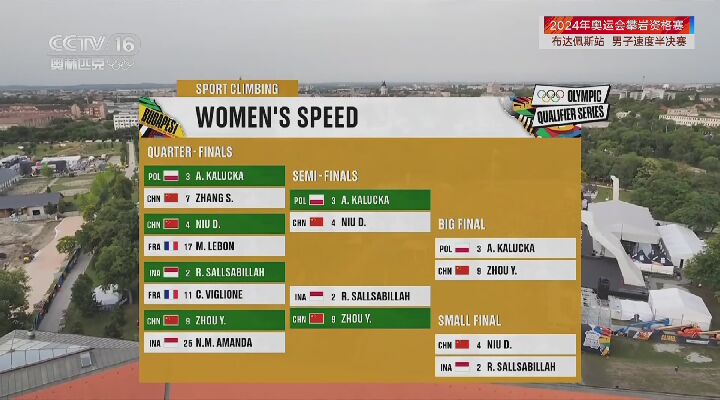 CCTV 16
奥林匹克
2024年奥运会攀岩资格赛
布达佩斯站 男子速度半决赛
SPORT CLIMBING
BUDAPEST
WOMEN'S SPEED
OLYMPIC
QUALIFIER SERIES
QUARTER-FINALS
POL 3 A. KALUCKA
CHN 7 ZHANG S.
CHN 4 NIU D.
FRA 17 M. LEBON
INA 2 R. SALLSABILLAH
FRA 11 C. VIGLIONE
CHN 9 ZHOU Y.
INA 25 N.M. AMANDA
SEMI-FINALS
POL 3 A. KALUCKA
CHN 4 NIU D.
INA 2 R. SALLSABILLAH
CHN 9 ZHOU Y.
BIG FINAL
POL 3 A. KALUCKA
CHN 9 ZHOU Y.
SMALL FINAL
CHN 4 NIU D.
INA 2 R. SALLSABILLAH